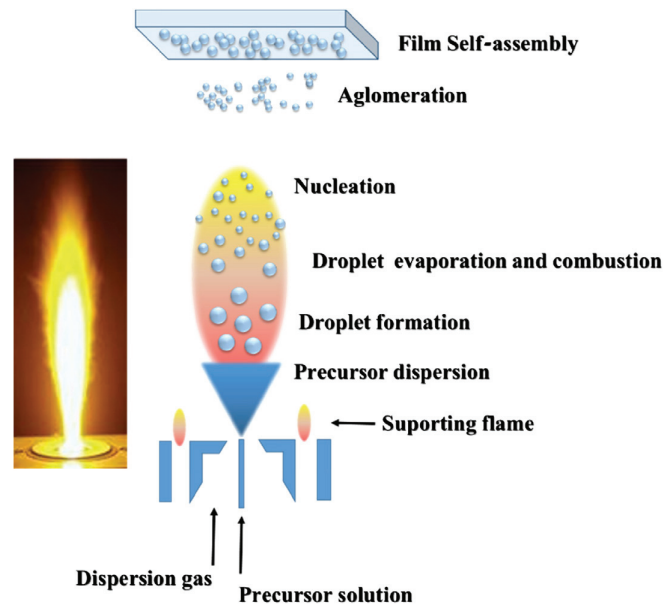 Film Self-assembly
Aglomeration
Nucleation
Droplet evaporation and combustion
Droplet formation
Precursor dispersion
Suporting flame
Dispersion gas
Precursor solution